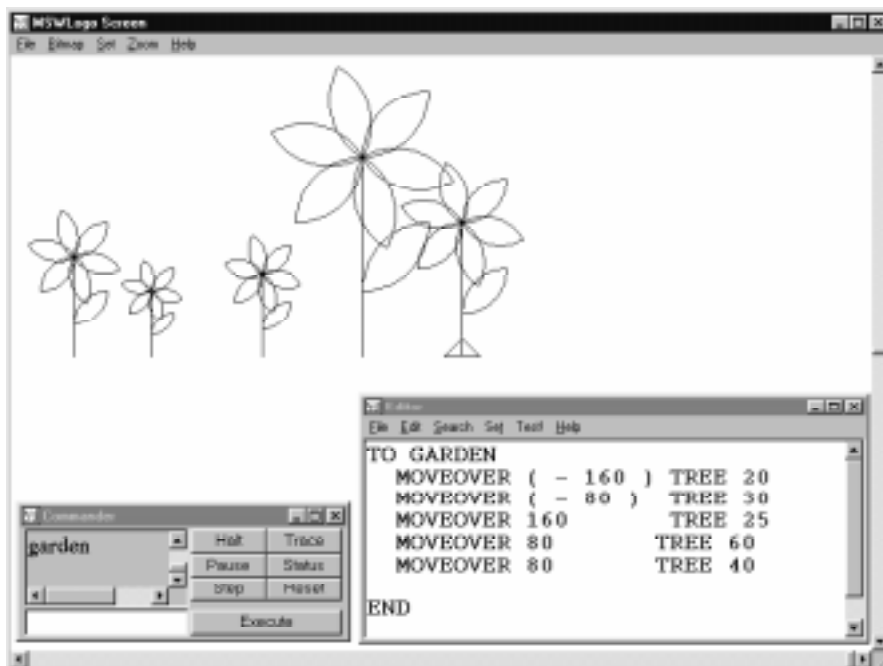 MSWLogo Screen
File Bitmap Set Zoom Help
Editor
File Edit Search Set Test! Help
TO GARDEN
MOVEOVER ( - 160 ) TREE 20
MOVEOVER ( - 80 ) TREE 30
MOVEOVER 160 TREE 25
MOVEOVER 80 TREE 60
MOVEOVER 80 TREE 40
END
Commander
garden
Halt Trace
Pause Status
Step Reset
Execute